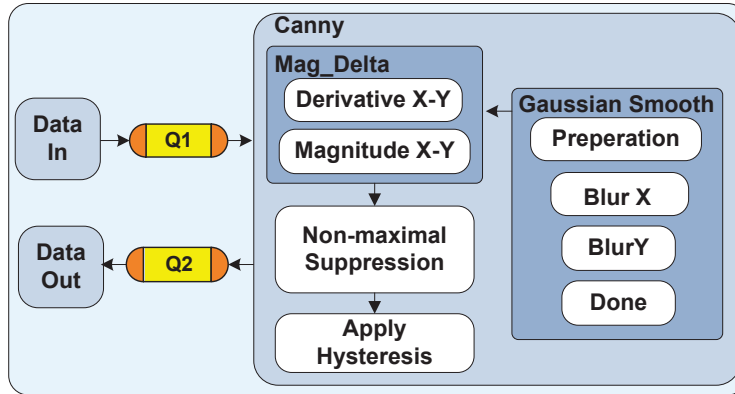 Canny
Mag_Delta
Derivative X-Y
Magnitude X-Y
Gaussian Smooth
Preperation
Blur X
BlurY
Done
Data
In
Q1
Non-maximal
Suppression
Data
Out
Q2
Apply
Hysteresis